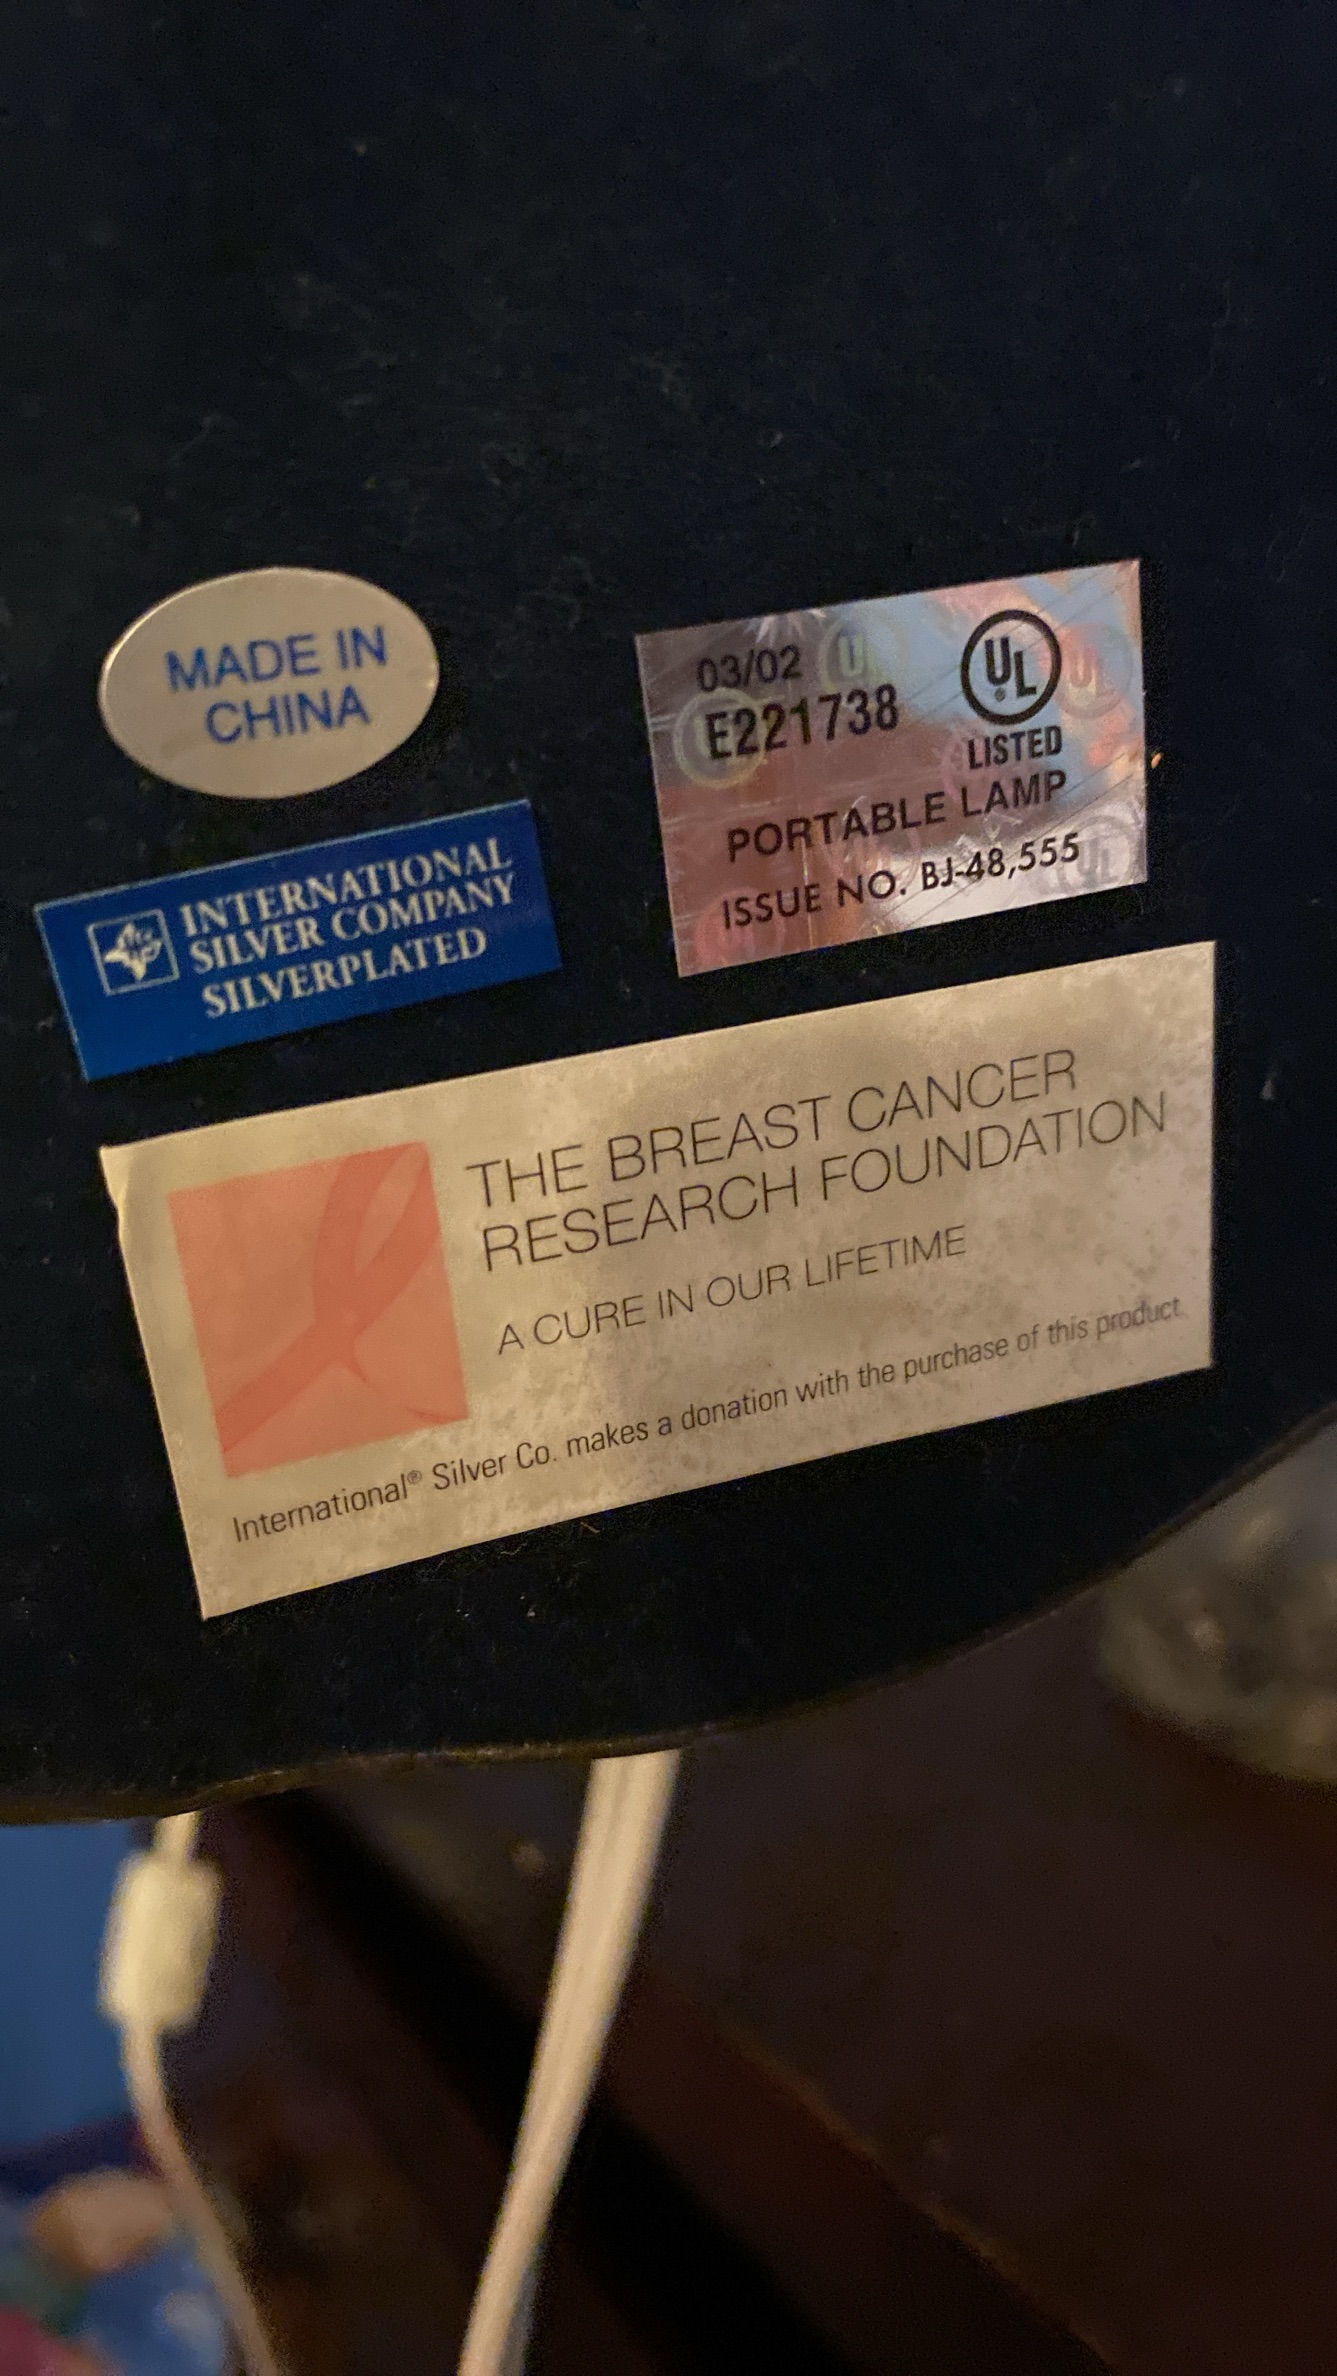 MADE IN
CHINA
03/02
E221738
UL
LISTED
PORTABLE LAMP
ISSUE NO. BJ-48,555
INTERNATIONAL
SILVER COMPANY
SILVERPLATED
THE BREAST CANCER
RESEARCH FOUNDATION
A CURE IN OUR LIFETIME
International® Silver Co. makes a donation with the purchase of this product.